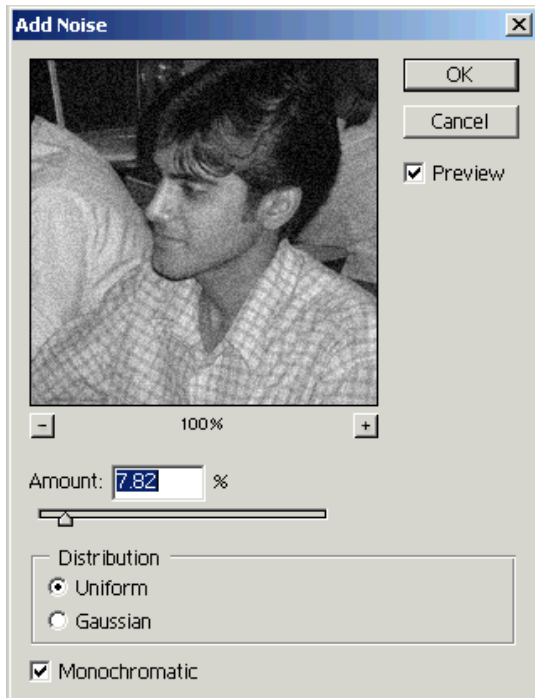 Add Noise
OK
Cancel
Preview
- 100% +
Amount: 7.82 %
Distribution
Uniform
Gaussian
Monochromatic